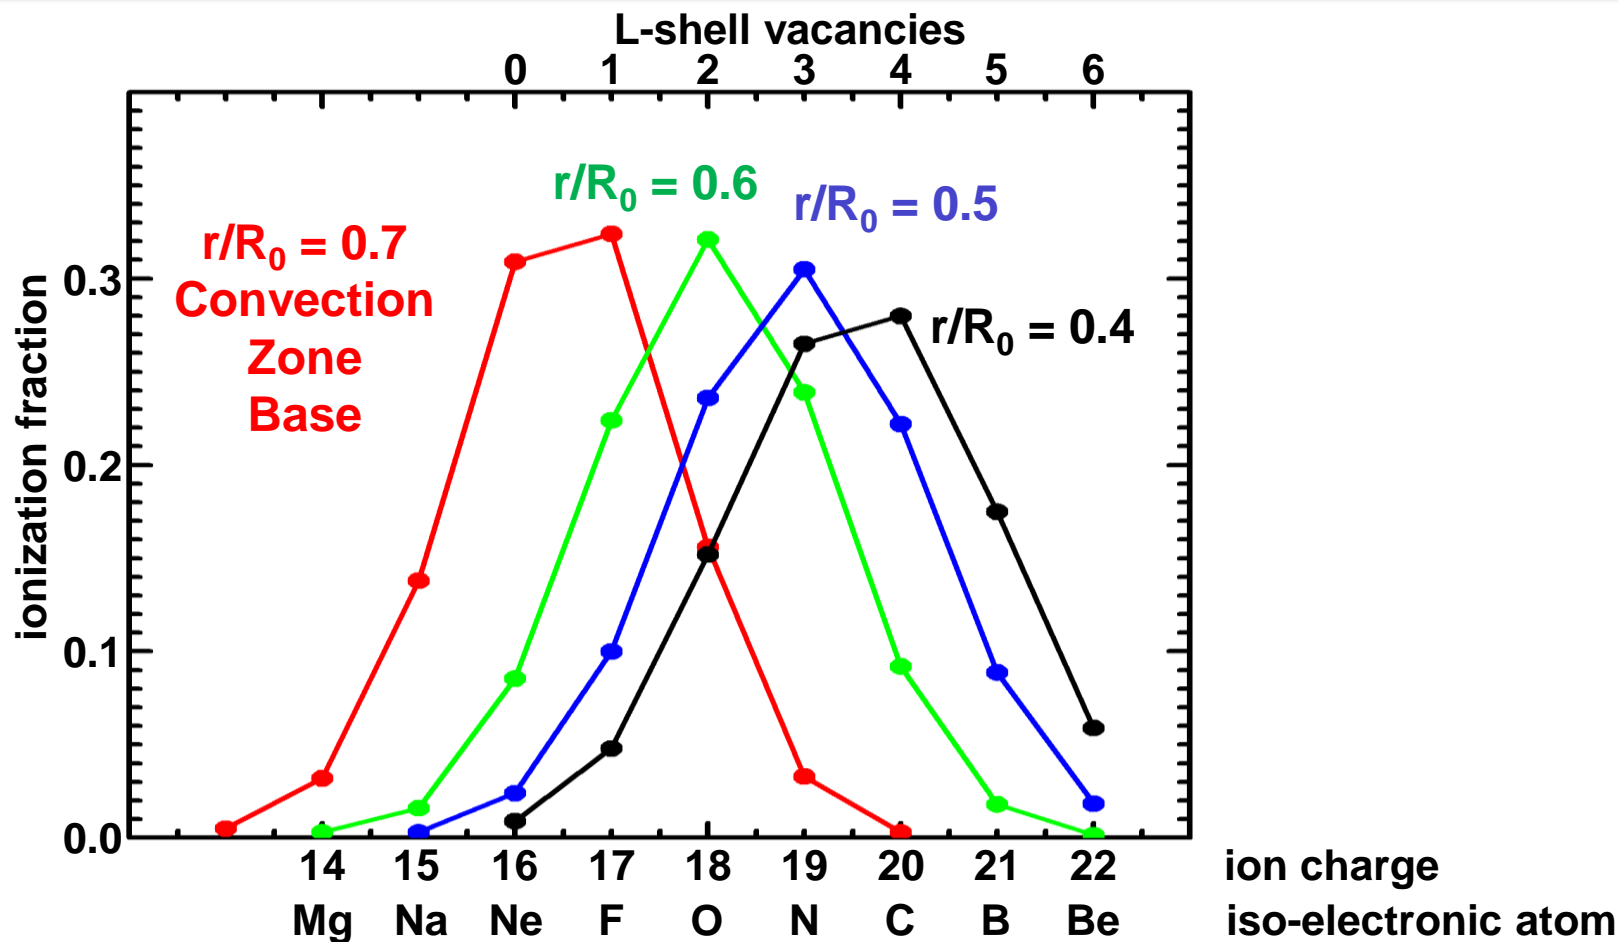 L-shell vacancies
0 1 2 3 4 5 6
r/R0 = 0.6
r/R0 = 0.5
r/R0 = 0.7
Convection
Zone
Base
r/R0 = 0.4
ionization fraction
0.3
0.2
0.1
0.0
14 15 16 17 18 19 20 21 22 ion charge
Mg Na Ne F O N C B Be iso-electronic atom